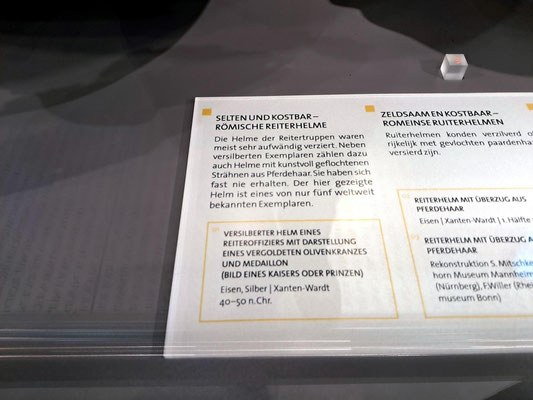 SELTEN UND KOSTBAR –
RÖMISCHE REITERHELME
Die Helme der Reitertruppen waren
meist sehr aufwändig verziert. Neben
versilberten Exemplaren zählen dazu
auch Helme mit kunstvoll geflochtenen
Strähnen aus Pferdehaar. Sie haben sich
fast nie erhalten. Der hier gezeigte
Helm ist eines von nur fünf weltweit
bekannten Exemplaren.
VERSILBERTER HELM EINES
REITEROFFIZIERS MIT DARSTELLUNG
EINES VERGOLDETEN OLIVENKRANZES
UND MEDAILLON
(BILD EINES KAISERS ODER PRINZEN)
Eisen, Silber | Xanten-Wardt
40–50 n. Chr.
ZELDSAAM EN KOSTBAAR –
ROMEINSE RUITERHELMEN
Ruiterhelmen konden verzilverd
rijkelijk met gevlochten
versierd zijn.
REITERHELM MIT ÜBERZUG AUS
PFERDEHAAR
Eisen | Xanten-Wardt | 1. Hälfte
REITERHELM MIT ÜBERZUG
PFERDEHAAR
Rekonstruktion S.
horn Museum Mannheim
(Nürnberg), F. Willer
museum Bonn)